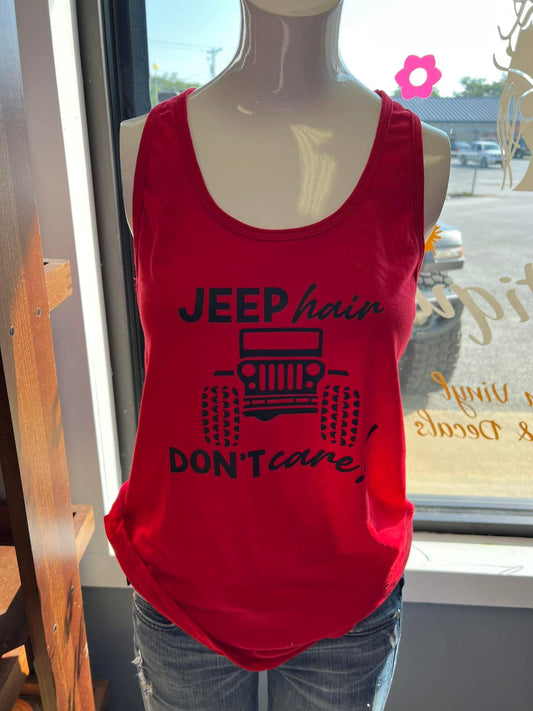 JEEP hair
DON'T care!
Vinyl
& Decals